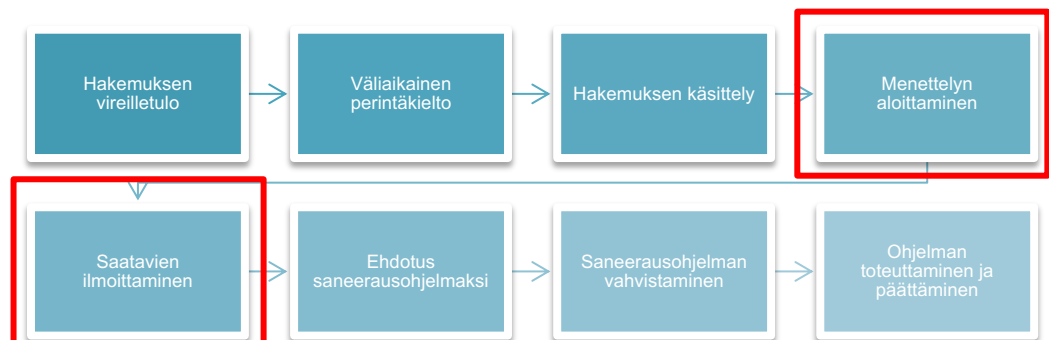 Hakemuksen
vireilletulo
Väliaikainen
perintäkielto
Hakemuksen käsittely
Menettelyn
aloittaminen
Saatavien
ilmoittaminen
Ehdotus
saneerausohjelmaksi
Saneerausohjelman
vahvistaminen
Ohjelman
toteuttaminen ja
päättäminen